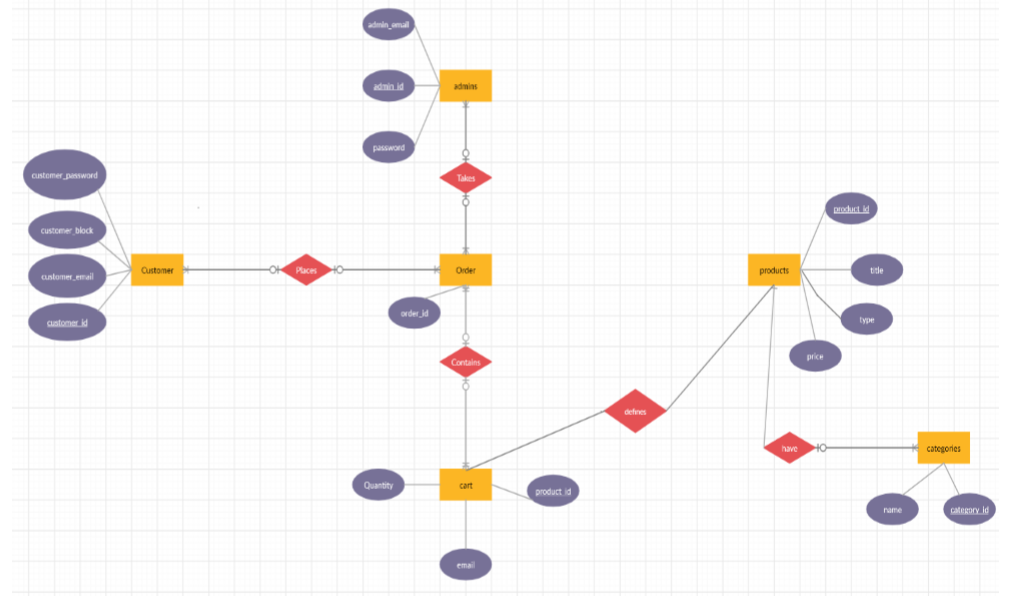 admin_email
admin_id
admins
password
customer_password
Takes
product_id
customer_block
customer_email
Customer
Places
Order
products
title
customer_id
order_id
type
price
Contains
defines
have
categories
Quantity
cart
product_id
name
category_id
email